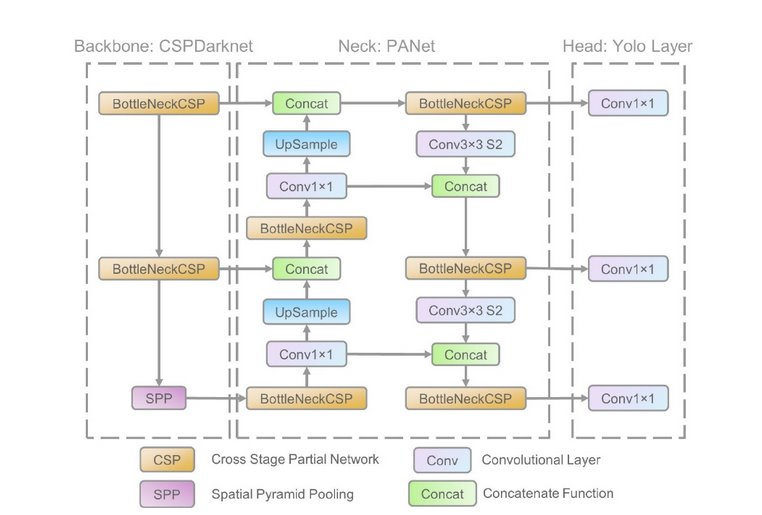 Backbone: CSPDarknet
Neck: PANet
Head: Yolo Layer
BottleNeckCSP
Concat
BottleNeckCSP
Conv1×1
UpSample
Conv3×3 S2
Conv1×1
Concat
BottleNeckCSP
BottleNeckCSP
Concat
BottleNeckCSP
Conv1×1
UpSample
Conv3×3 S2
Conv1×1
Concat
SPP
BottleNeckCSP
BottleNeckCSP
Conv1×1
CSP
Cross Stage Partial Network
Conv
Convolutional Layer
SPP
Spatial Pyramid Pooling
Concat
Concatenate Function